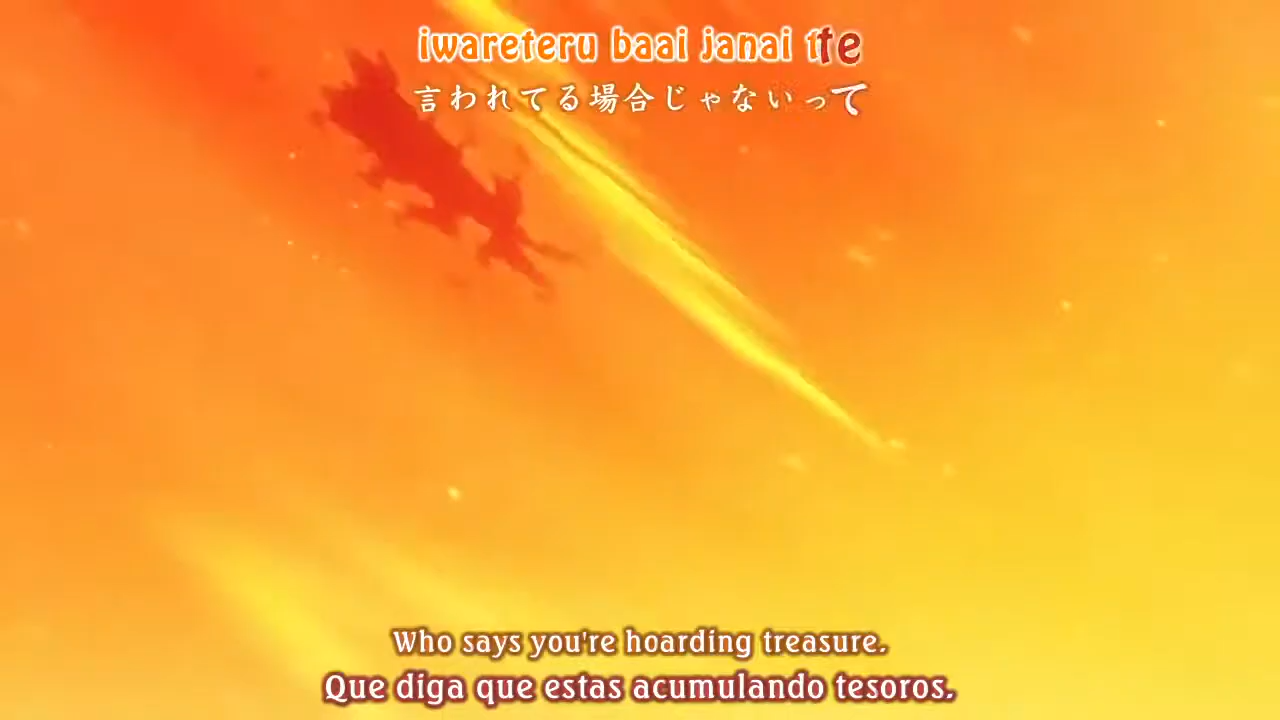 iwareteru baai janai tte
言われてる場合じゃないって
Who says you're hoarding treasure.
Que diga que estas acumulando tesoros.